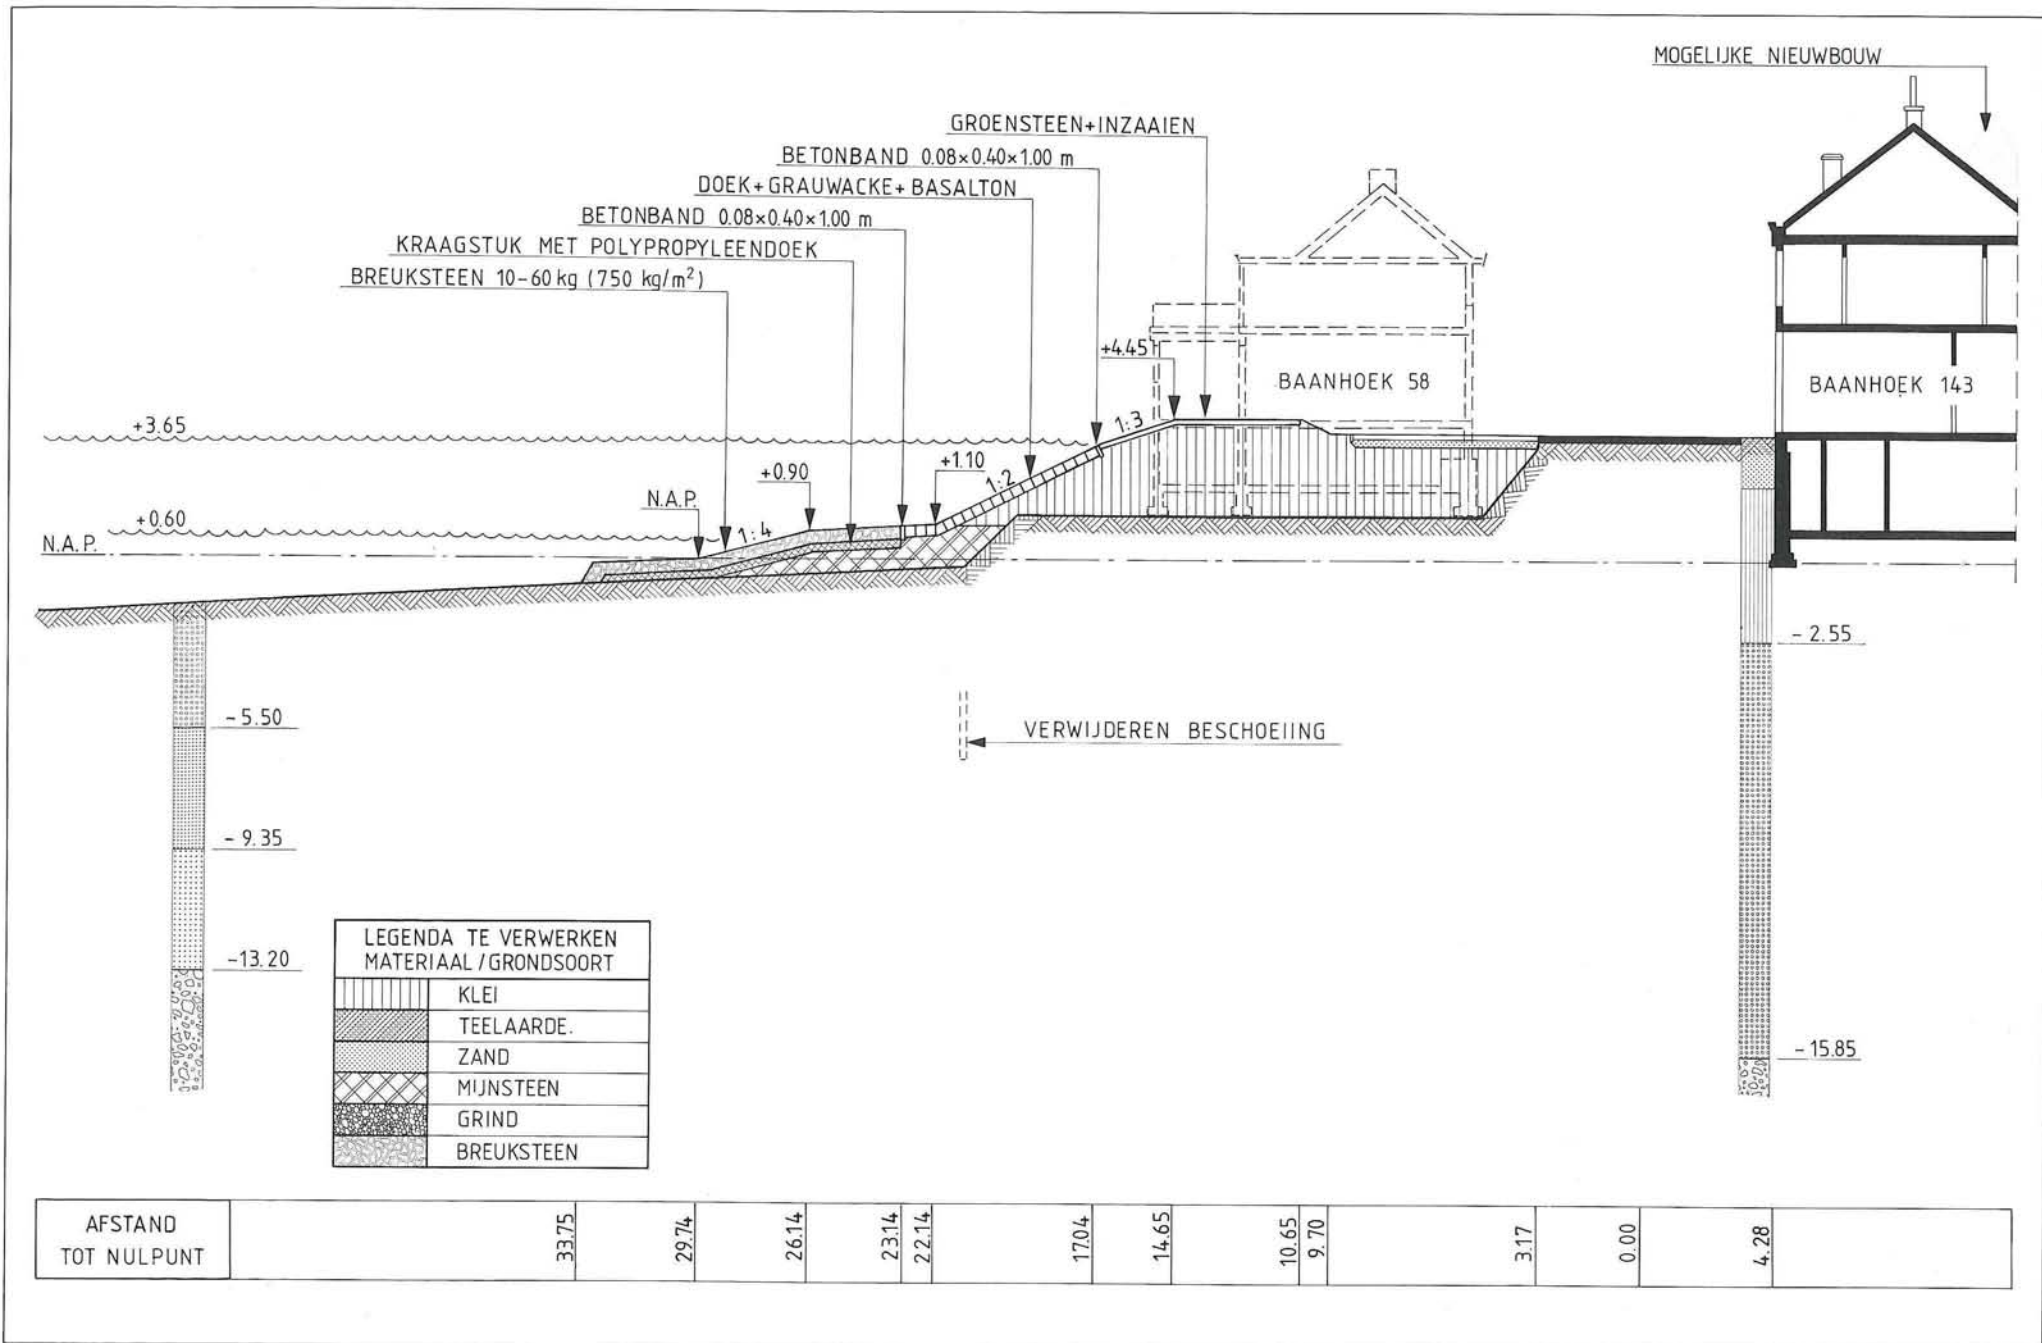 MOGELIJKE NIEUWBOUW
GROENSTEEN+INZAAIEN
BETONBAND 0.08×0.40×1.00 m
DOEK+GRAUWACKE+BASALTON
BETONBAND 0.08×0.40×1.00 m
KRAAGSTUK MET POLYPROPYLEENDOEK
BREUKSTEEN 10-60 kg (750 kg/m²)
+4.45
BAANHOEK 58
BAANHOEK 143
+3.65
1:3
+1.10
+0.90
1:2
N.A.P.
+0.60
1:4
N.A.P.
-2.55
-5.50
VERWIJDEREN BESCHOEIING
-9.35
-13.20
-15.85
LEGENDA TE VERWERKEN
MATERIAAL/GRONDSOORT
KLEI
TEELAARDE.
ZAND
MIJNSTEEN
GRIND
BREUKSTEEN
AFSTAND
TOT NULPUNT
33.75
29.74
26.14
23.14
22.14
17.04
14.65
10.65
9.70
3.17
0.00
4.28